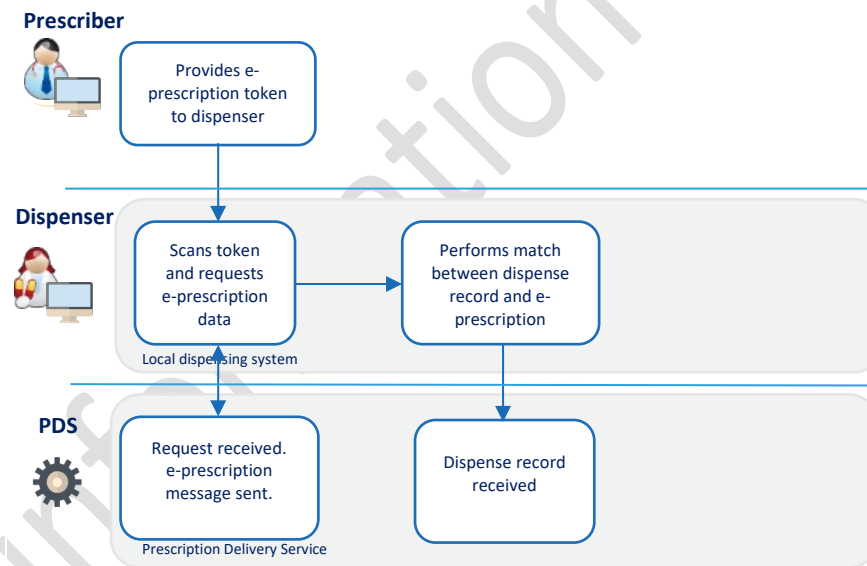 Prescriber
Provides e-
prescription token
to dispenser
Dispenser
Scans token
and requests
e-prescription
data
Performs match
between dispense
record and e-
prescription
Local dispensing system
PDS
Request received.
e-prescription
message sent.
Dispense record
received
Prescription Delivery Service